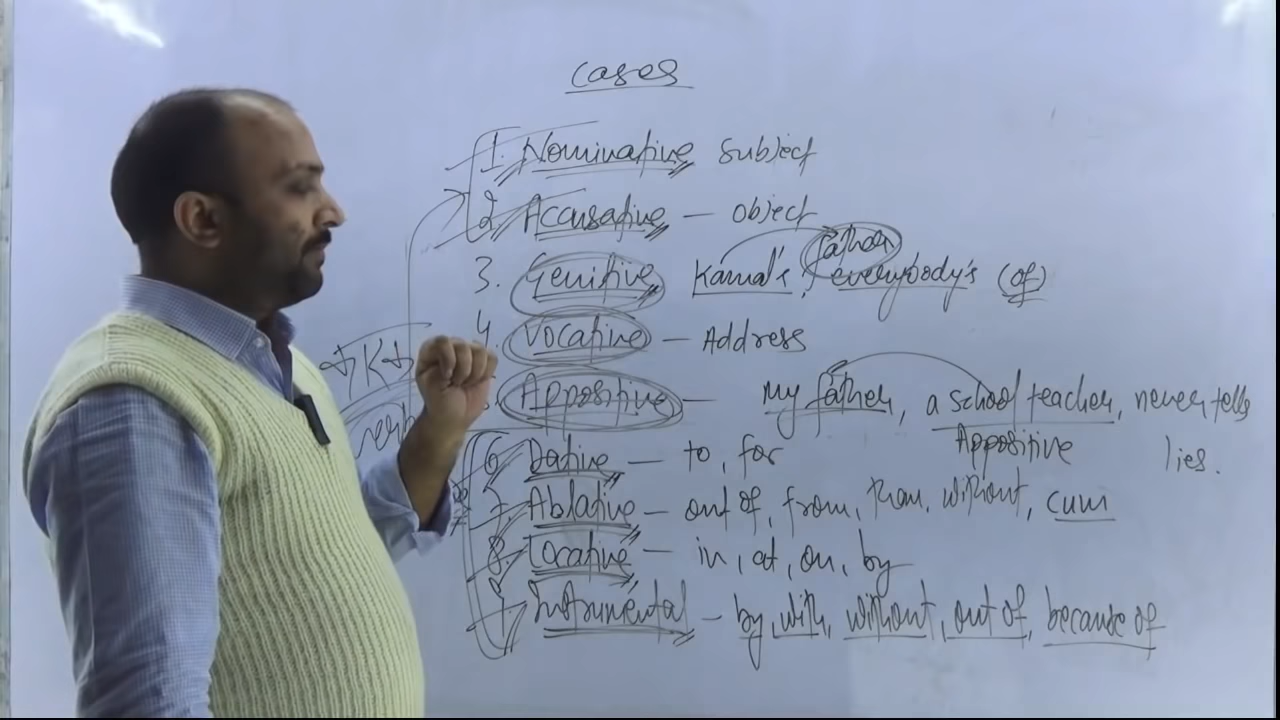 Cases
1. Nominative subject
2. Accusative — object
father
3. Genitive Kamal's, everybody's (of)
4. Vocative — Address
Appositive — my father, a school teacher, never tells
Appositive lies.
verb
6 Dative — to, for
7. Ablative — out of, from, than, without, cum
8. Locative — in, at, on, by
9. Instrumental — by, with, without, out of, because of